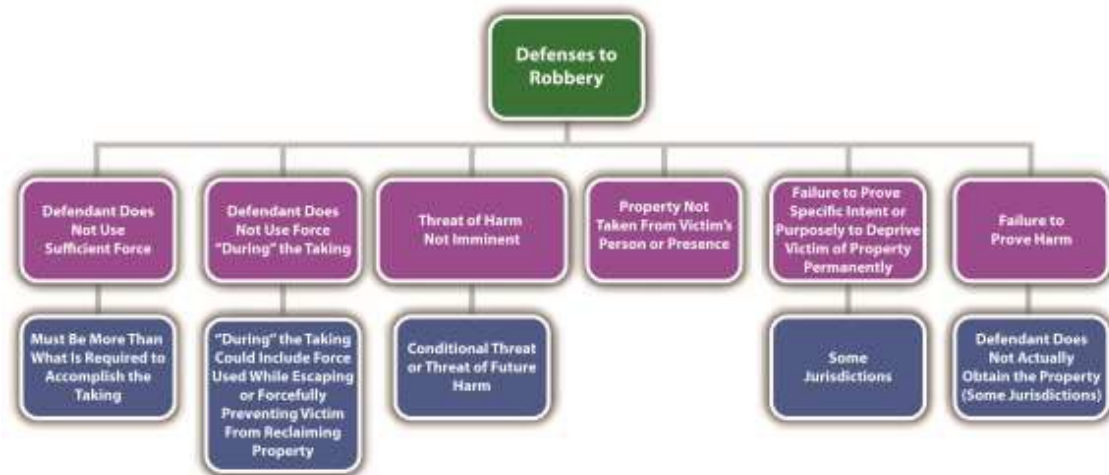 Defenses to
Robbery
Defendant Does
Not Use
Sufficient Force
Defendant Does
Not Use Force
“During” the Taking
Threat of Harm
Not Imminent
Property Not
Taken From Victim’s
Person or Presence
Failure to Prove
Specific Intent or
Purposely to Deprive
Victim of Property
Permanently
Failure to
Prove Harm
Must Be More Than
What Is Required to
Accomplish the
Taking
“During” the Taking
Could Include Force
Used While Escaping
or Forcefully
Preventing Victim
From Reclaiming
Property
Conditional Threat
or Threat of Future
Harm
Some
Jurisdictions
Defendant Does
Not Actually
Obtain the Property
(Some Jurisdictions)